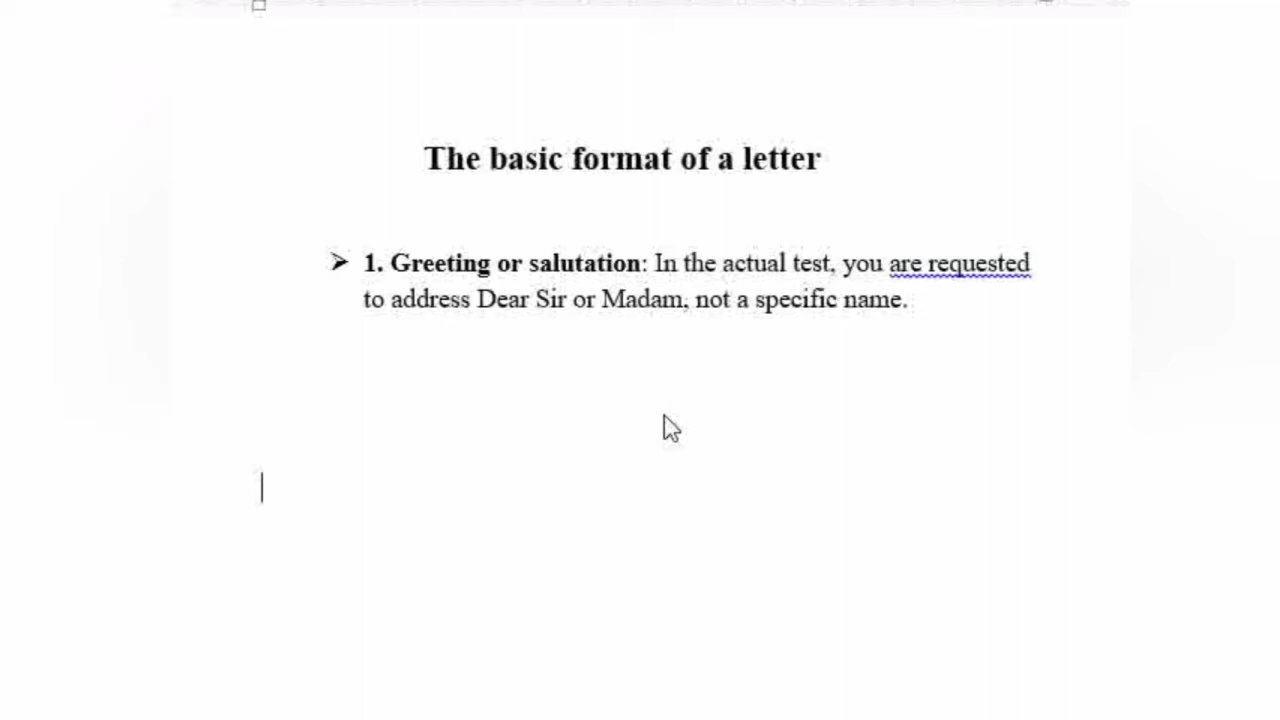 The basic format of a letter
➢ 1. Greeting or salutation: In the actual test, you are requested
to address Dear Sir or Madam, not a specific name.